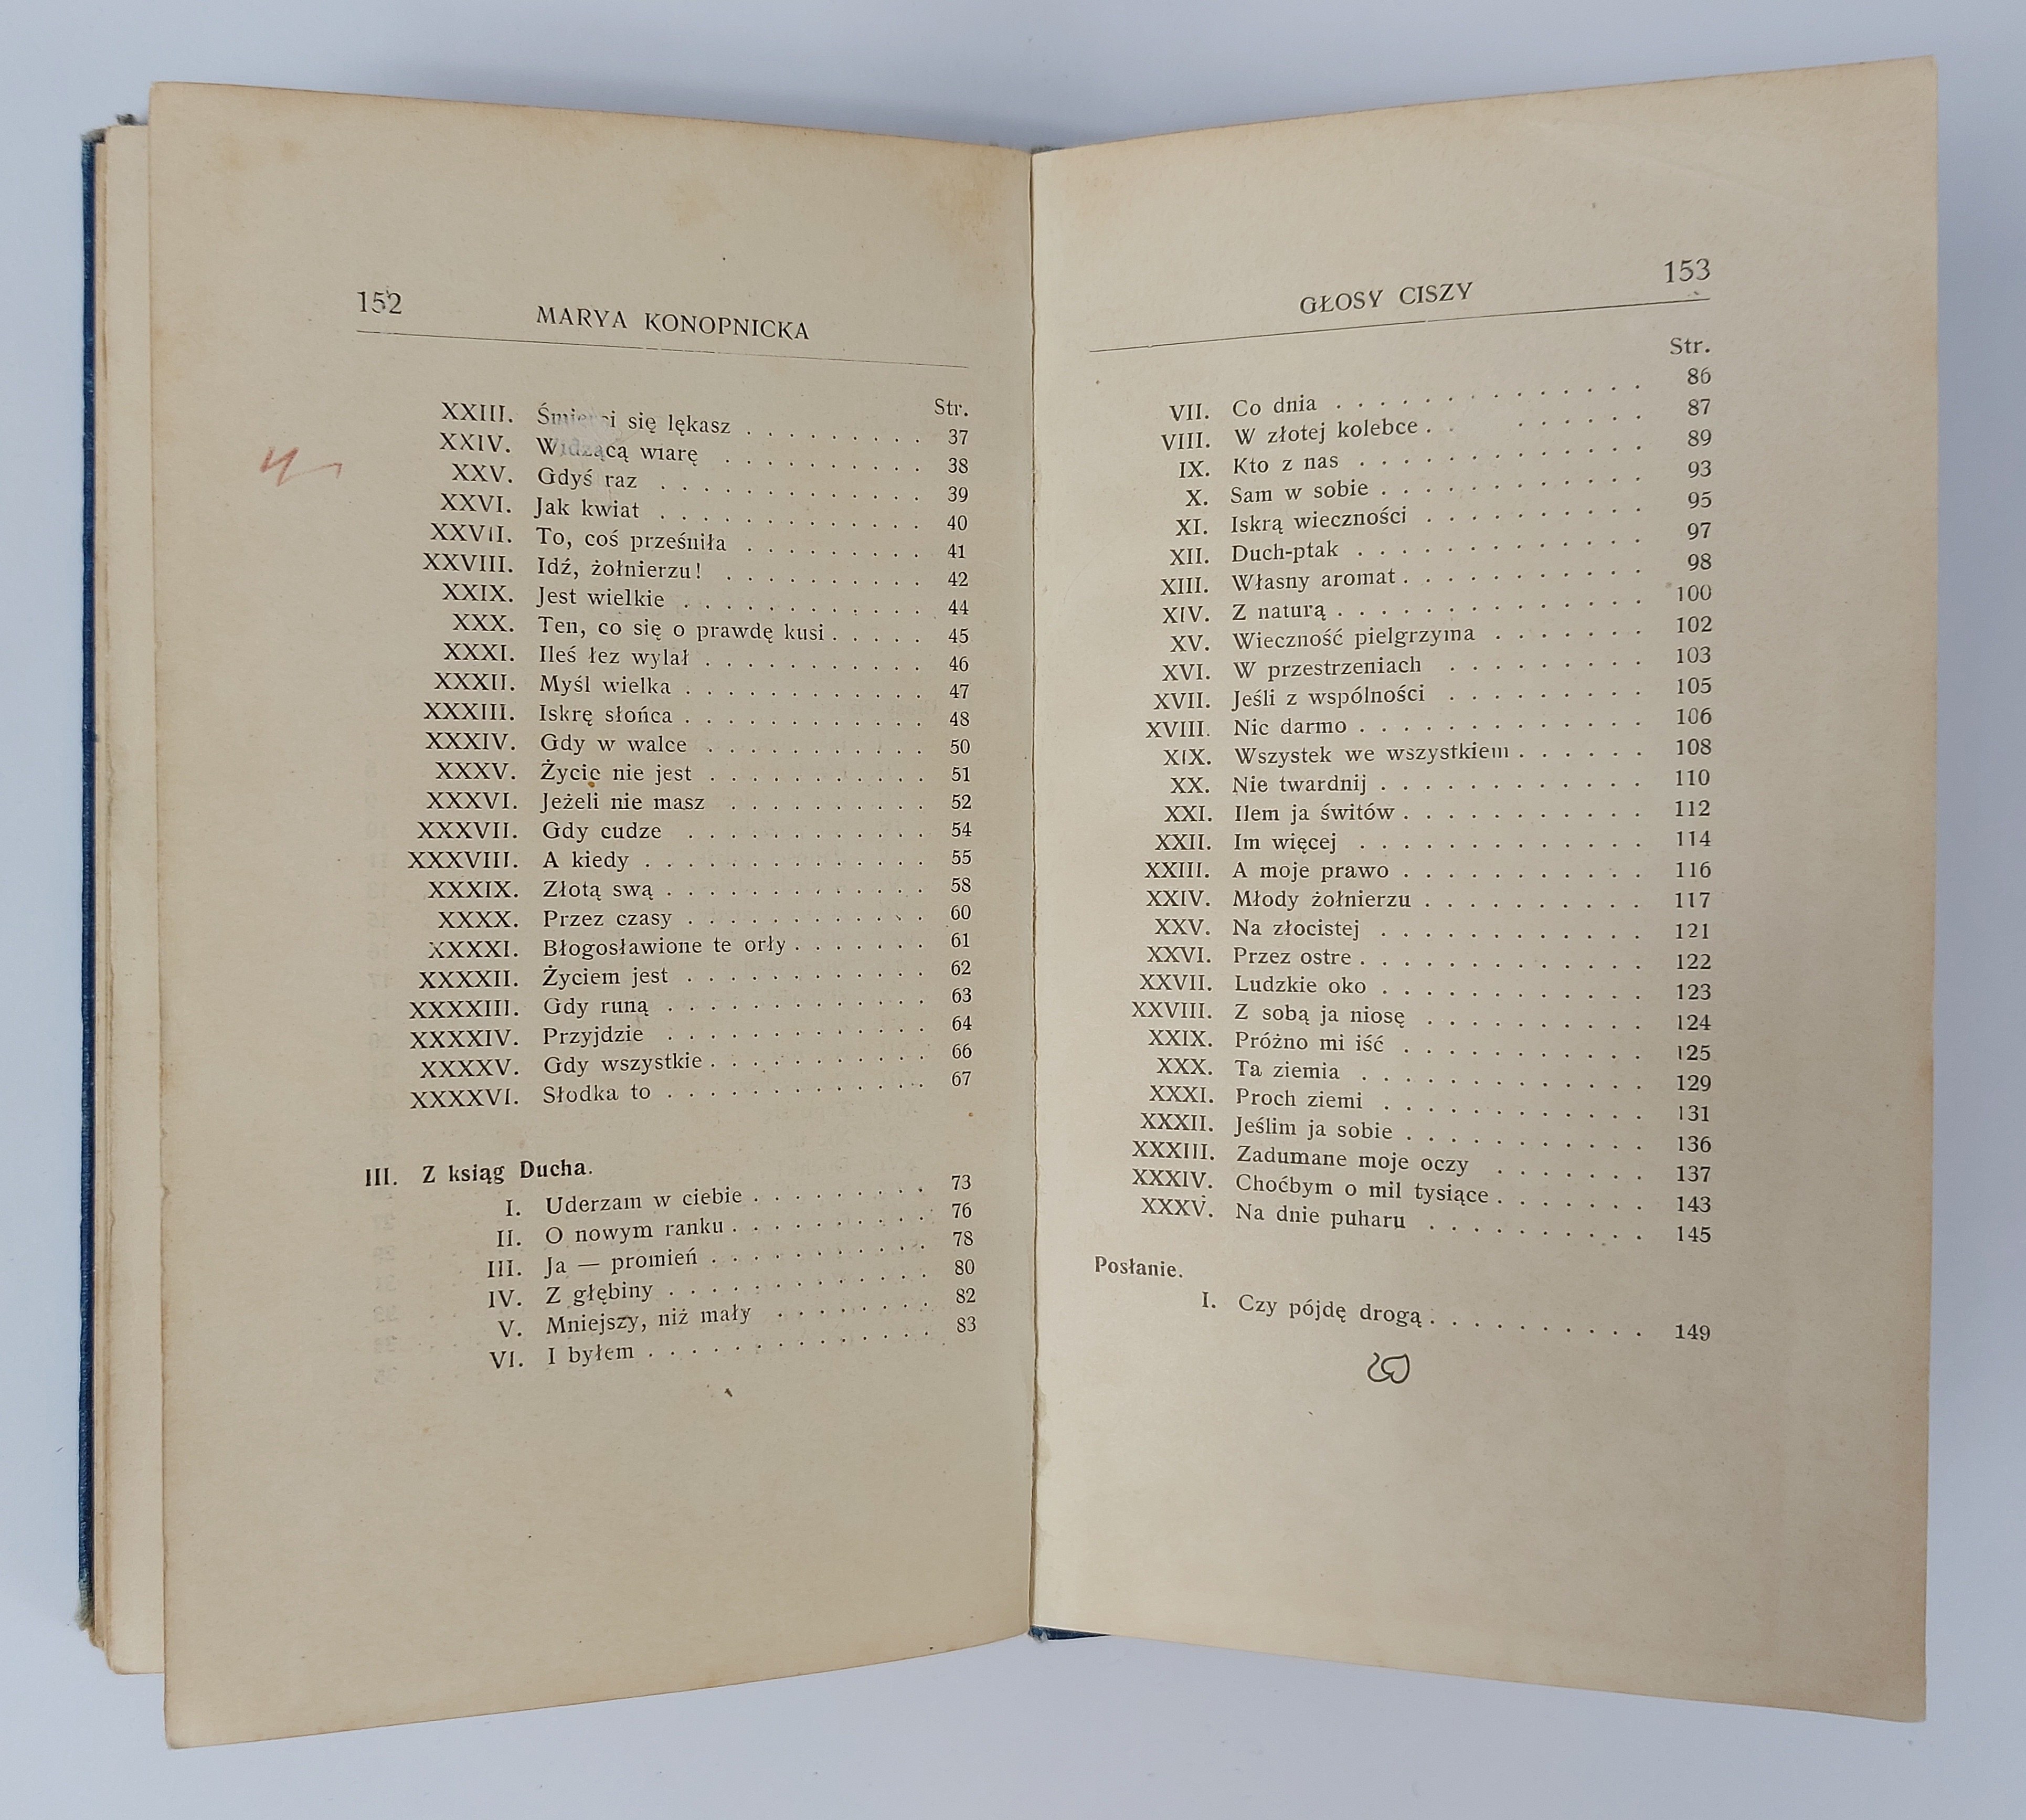 152
MARYA KONOPNICKA
Str.
XXIII. Śmierci się lękasz . . . . . . . . . 37
XXIV. Widzącą wiarę . . . . . . . . . . 38
XXV. Gdyś raz . . . . . . . . . . . . . 39
XXVI. Jak kwiat . . . . . . . . . . . . . 40
XXVII. To, coś prześniła . . . . . . . . . 41
XXVIII. Idź, żołnierzu! . . . . . . . . . . 42
XXIX. Jest wielkie . . . . . . . . . . . . 44
XXX. Ten, co się o prawdę kusi . . . . . 45
XXXI. Ileś łez wylał . . . . . . . . . . . 46
XXXII. Myśl wielka . . . . . . . . . . . . 47
XXXIII. Iskrę słońca . . . . . . . . . . . . 48
XXXIV. Gdy w walce . . . . . . . . . . . 50
XXXV. Życie nie jest . . . . . . . . . . . 51
XXXVI. Jeżeli nie masz . . . . . . . . . . 52
XXXVII. Gdy cudze . . . . . . . . . . . . 54
XXXVIII. A kiedy . . . . . . . . . . . . . . 55
XXXIX. Złotą swą . . . . . . . . . . . . . 58
XXXX. Przez czasy . . . . . . . . . . . . 60
XXXXI. Błogosławione te orły . . . . . . . 61
XXXXII. Życiem jest . . . . . . . . . . . . 62
XXXXIII. Gdy runą . . . . . . . . . . . . . 63
XXXXIV. Przyjdzie . . . . . . . . . . . . . 64
XXXXV. Gdy wszystkie . . . . . . . . . . . 66
XXXXVI. Słodka to . . . . . . . . . . . . . 67
III. Z ksiąg Ducha.
I. Uderzam w ciebie . . . . . . . . . 73
II. O nowym ranku . . . . . . . . . . 76
III. Ja — promień . . . . . . . . . . . 78
IV. Z głębiny . . . . . . . . . . . . . 80
V. Mniejszy, niż mały . . . . . . . . 82
VI. I byłem . . . . . . . . . . . . . . 83
153
GŁOSY CISZY
Str.
VII. Co dnia . . . . . . . . . . . . . . 86
VIII. W złotej kolebce . . . . . . . 87
IX. Kto z nas . . . . . . . . . . . . . 89
X. Sam w sobie . . . . . . . . . . . . 93
XI. Iskrą wieczności . . . . . . . . . . 95
XII. Duch-ptak . . . . . . . . . . . . . 97
XIII. Własny aromat . . . . . . . . . . . 98
XIV. Z naturą . . . . . . . . . . . . . . 100
XV. Wieczność pielgrzyma . . . . . . . 102
XVI. W przestrzeniach . . . . . . . . . 103
XVII. Jeśli z wspólności . . . . . . . . . 105
XVIII. Nic darmo . . . . . . . . . . . . . 106
XIX. Wszystek we wszystkiem . . . . . . 108
XX. Nie twardnij . . . . . . . . . . . . 110
XXI. Ilem ja świtów . . . . . . . . . . . 112
XXII. Im więcej . . . . . . . . . . . . . 114
XXIII. A moje prawo . . . . . . . . . . . 116
XXIV. Młody żołnierzu . . . . . . . . . . 117
XXV. Na złocistej . . . . . . . . . . . . 121
XXVI. Przez ostre . . . . . . . . . . . . . 122
XXVII. Ludzkie oko . . . . . . . . . . . . 123
XXVIII. Z sobą ja niosę . . . . . . . . . . 124
XXIX. Próżno mi iść . . . . . . . . . . . 125
XXX. Ta ziemia . . . . . . . . . . . . . 129
XXXI. Proch ziemi . . . . . . . . . . . . 131
XXXII. Jeślim ja sobie . . . . . . . . . . . 136
XXXIII. Zadumane moje oczy . . . . . . . 137
XXXIV. Choćbym o mil tysiące . . . . . . . 143
XXXV. Na dnie puharu . . . . . . . . . . 145
Posłanie.
I. Czy pójdę drogą . . . . . . . . . . 149